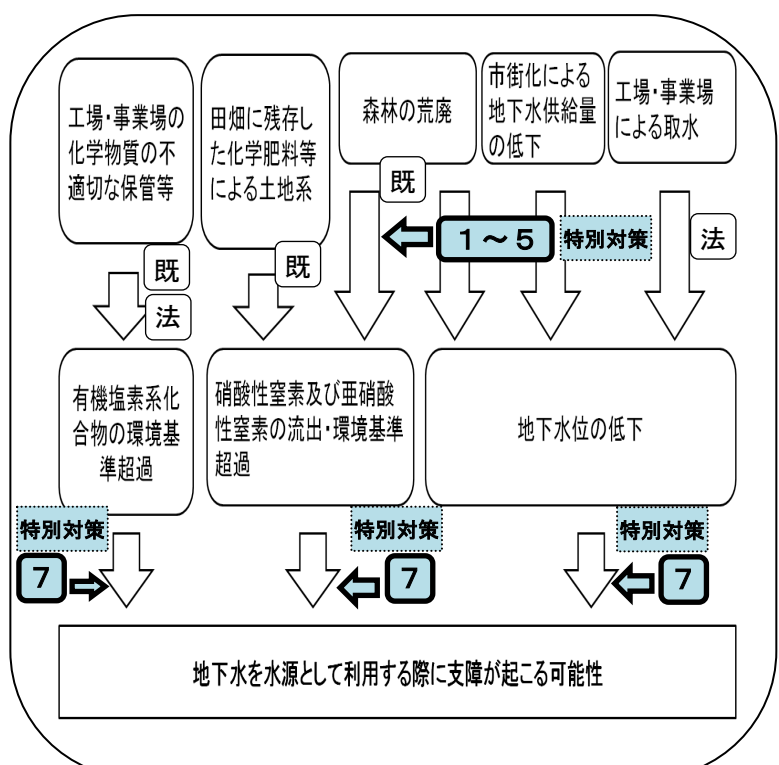 工場・事業場の
化学物質の不
適切な保管等
田畑に残存し
た化学肥料等
による土地系
森林の荒廃
市街化による
地下水供給量
の低下
工場・事業場
による取水
既
法
既
既
1～5
特別対策
法
有機塩素系化
合物の環境基
準超過
硝酸性窒素及び亜硝酸
性窒素の流出・環境基準
超過
地下水位の低下
特別対策
7
特別対策
7
特別対策
7
地下水を水源として利用する際に支障が起こる可能性